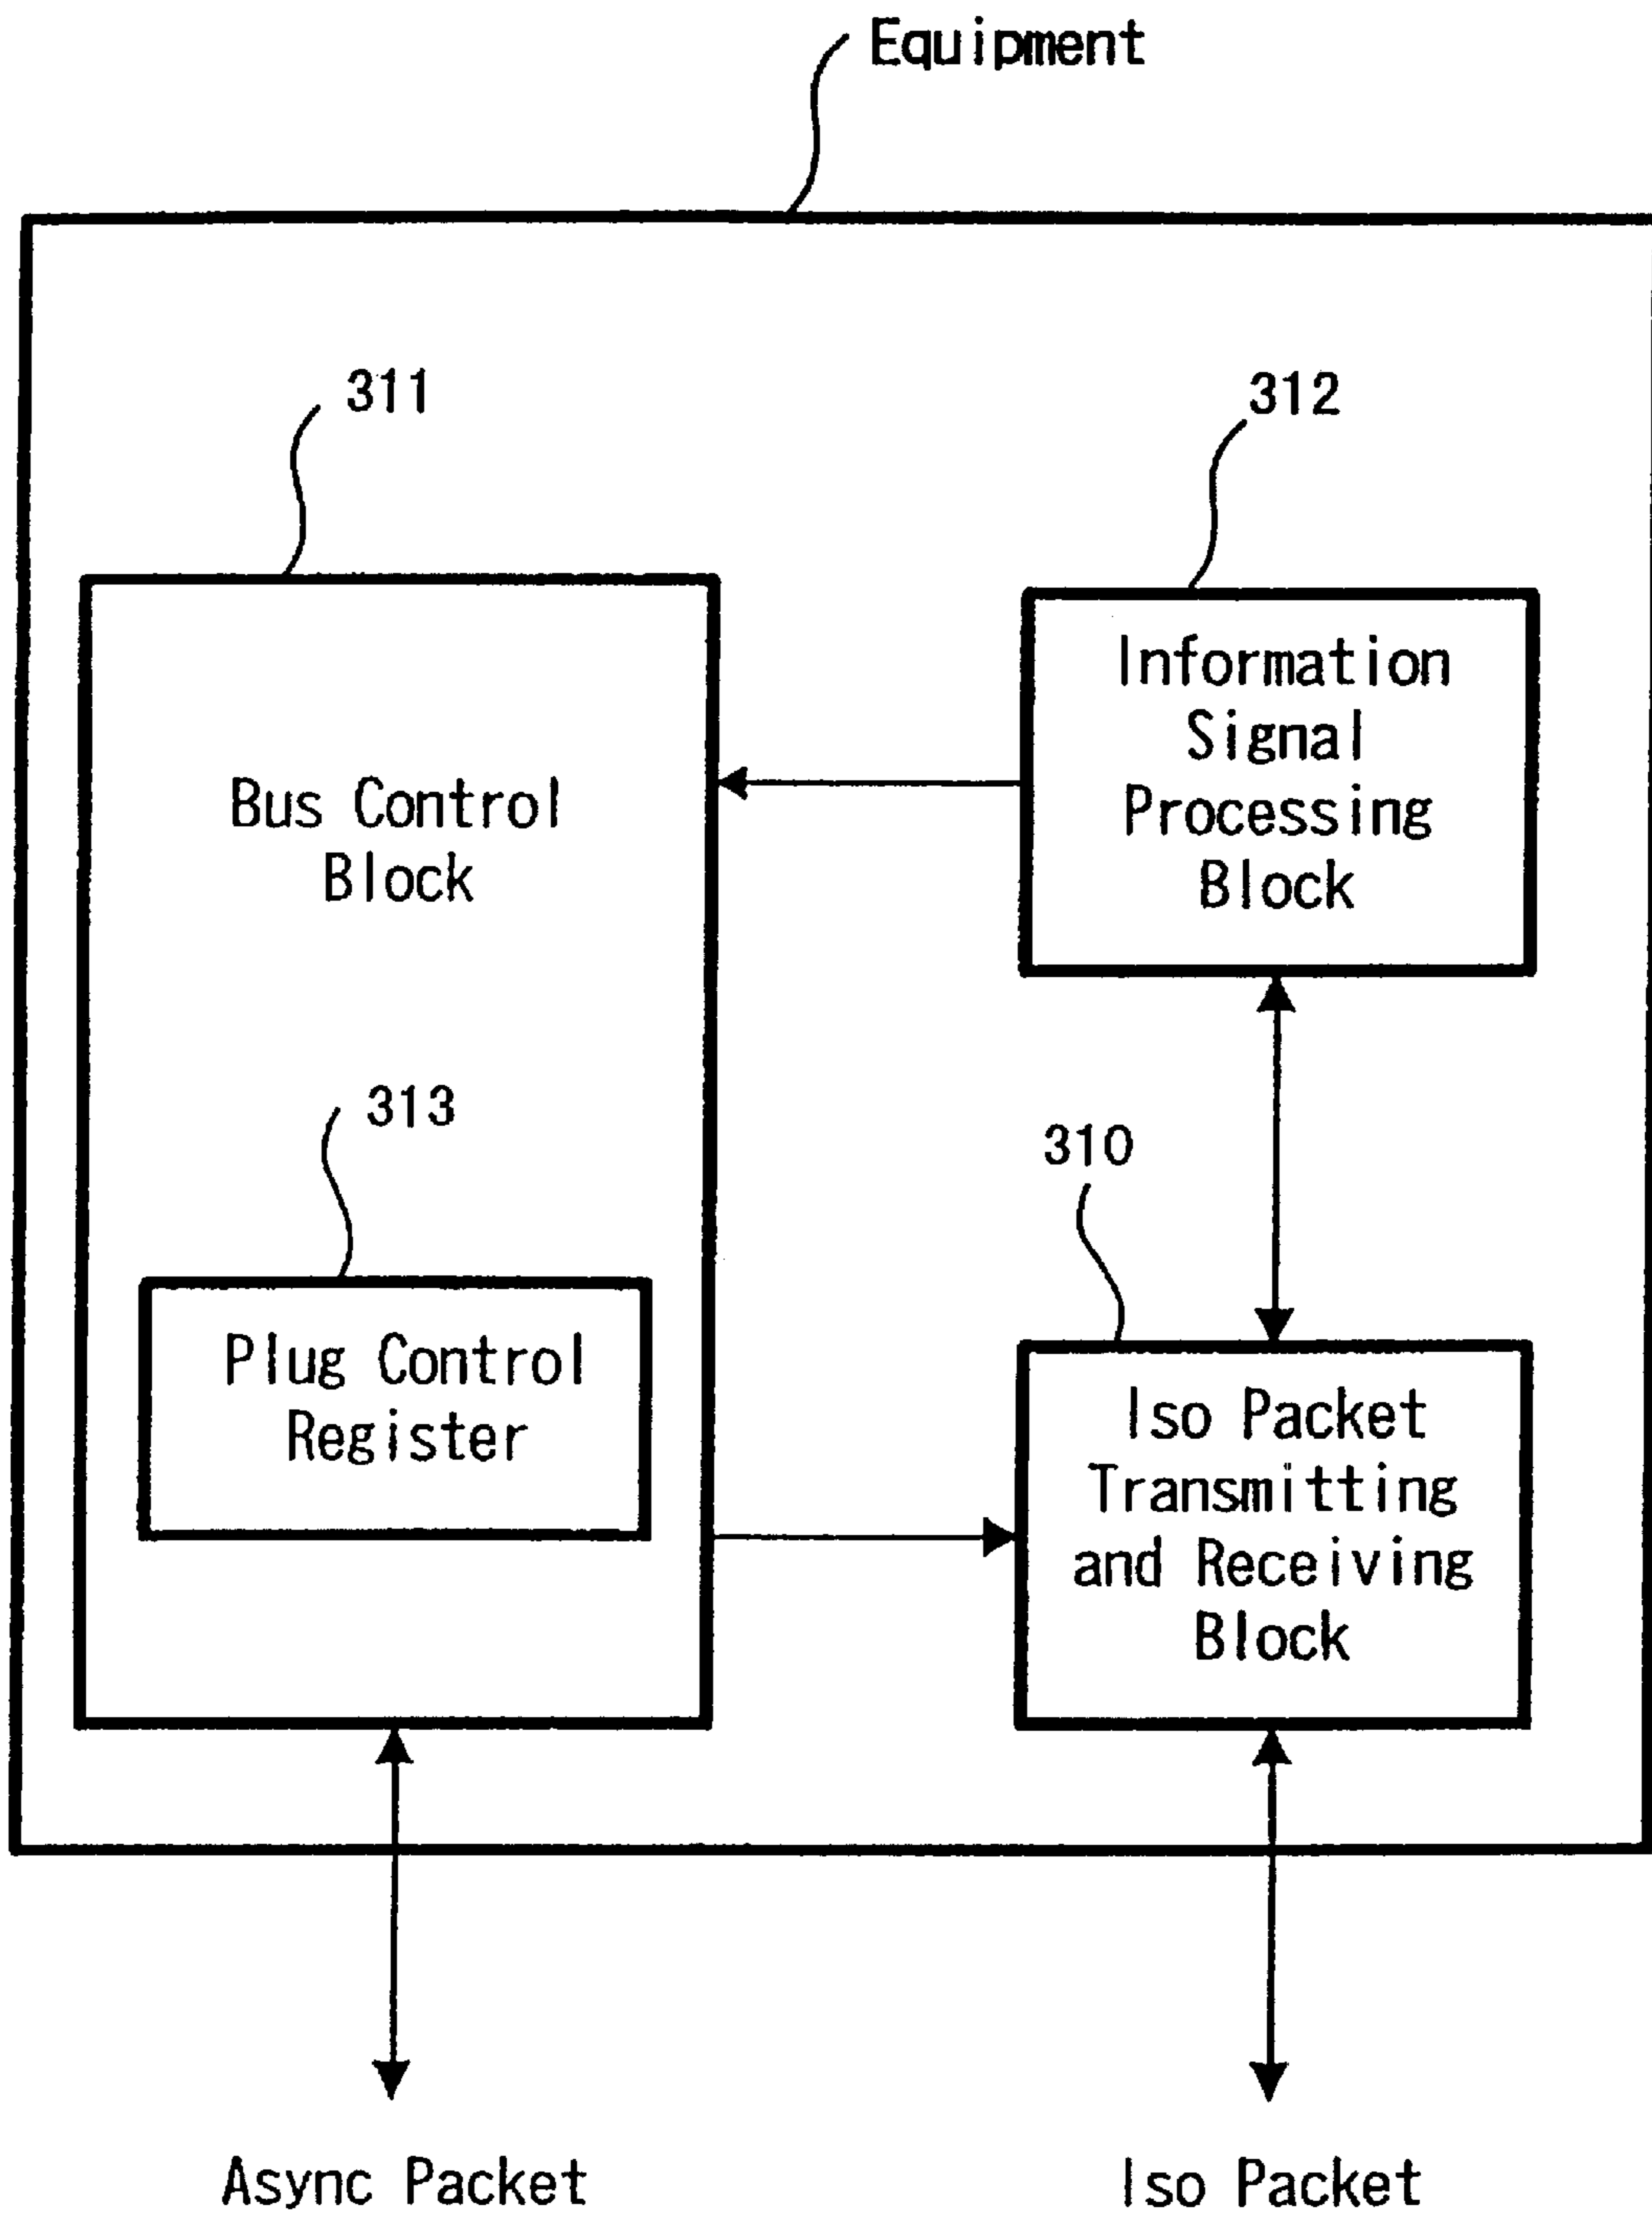 Equipment
311
312
Bus Control
Block
Information
Signal
Processing
Block
313
310
Plug Control
Register
Iso Packet
Transmitting
and Receiving
Block
Async Packet
Iso Packet